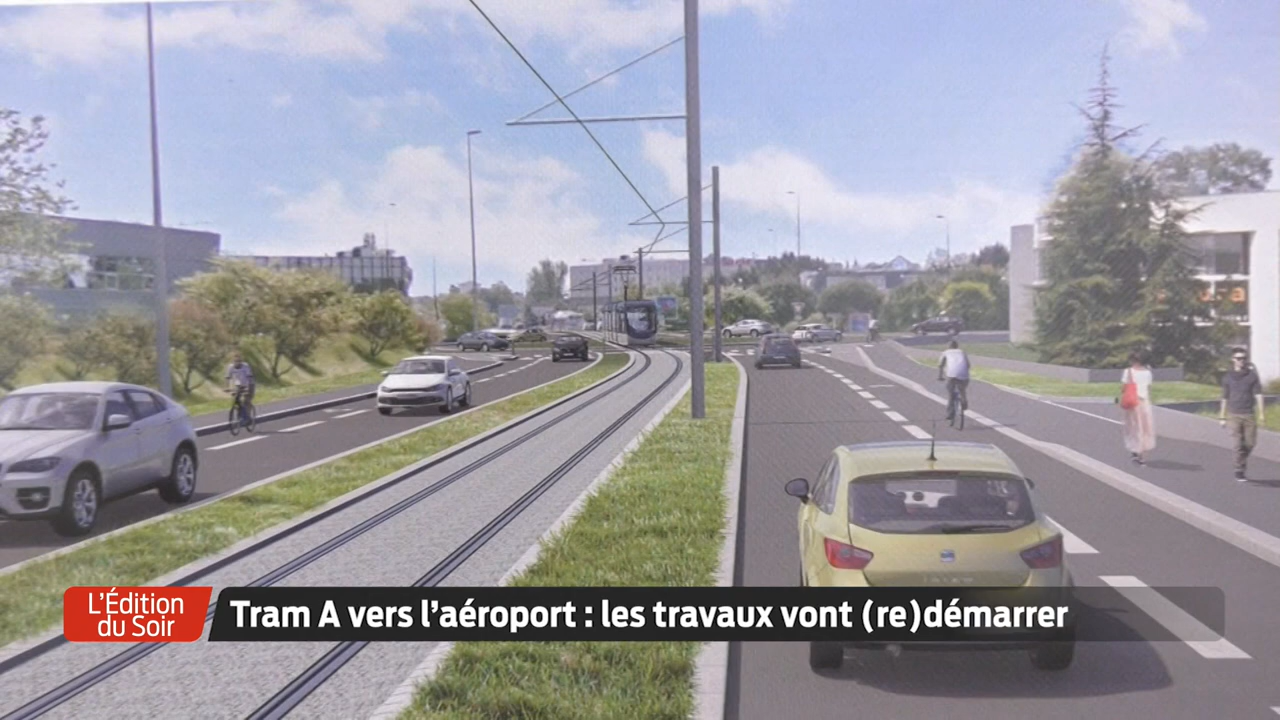 L'Édition
du Soir
Tram A vers l'aéroport : les travaux vont (re)démarrer